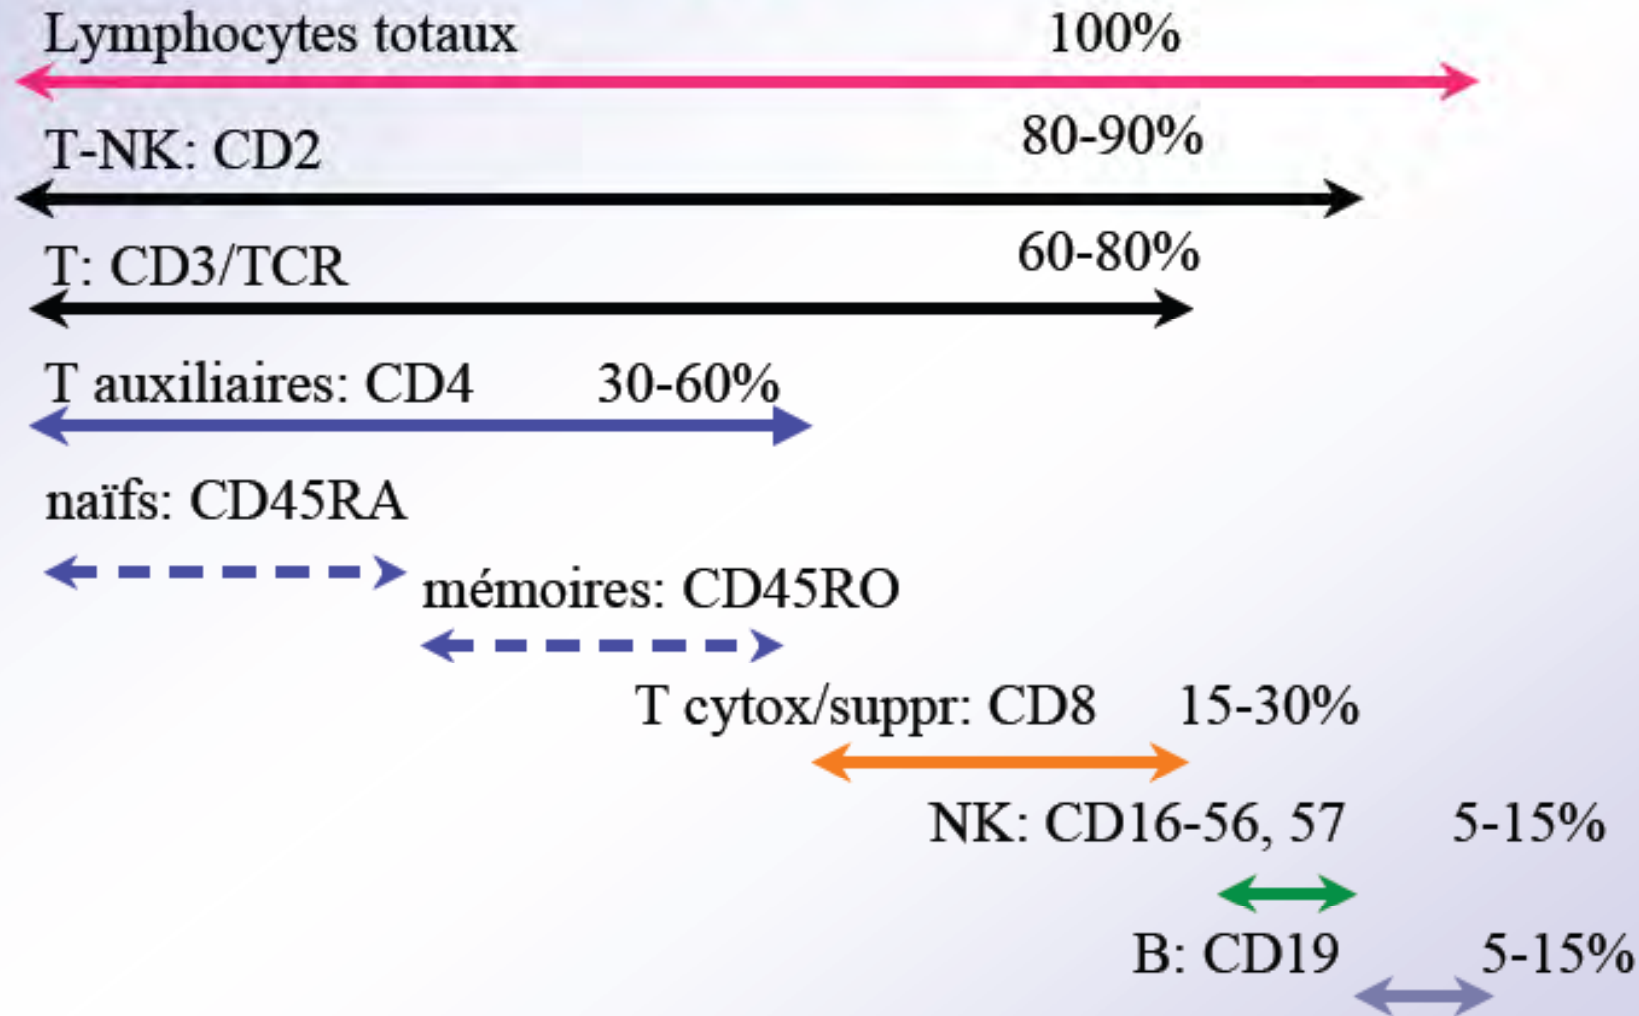 Lymphocytes totaux 100%
T-NK: CD2 80-90%
T: CD3/TCR 60-80%
T auxiliaires: CD4 30-60%
naïfs: CD45RA
mémoires: CD45RO
T cytox/suppr: CD8 15-30%
NK: CD16-56, 57 5-15%
B: CD19 5-15%